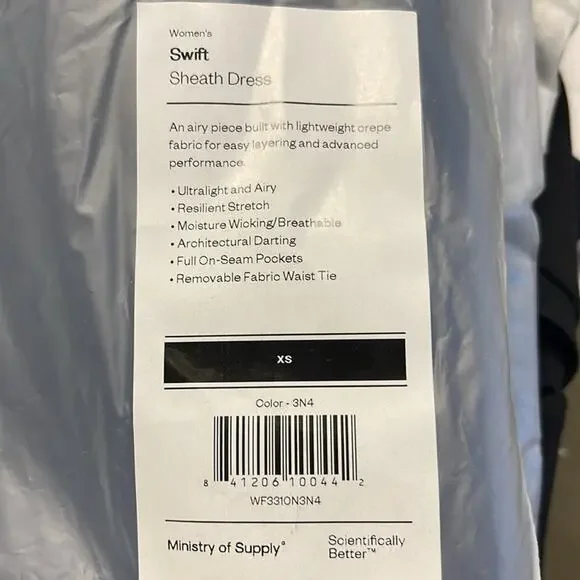 Women's
Swift
Sheath Dress
An airy piece built with lightweight crepe
fabric for easy layering and advanced
performance.
• Ultralight and Airy
• Resilient Stretch
• Moisture Wicking/Breathable
• Architectural Darting
• Full On-Seam Pockets
• Removable Fabric Waist Tie
XS
Color - 3N4
8 41206 10044 2
WF3310N3N4
Ministry of Supply®
Scientifically
Better™